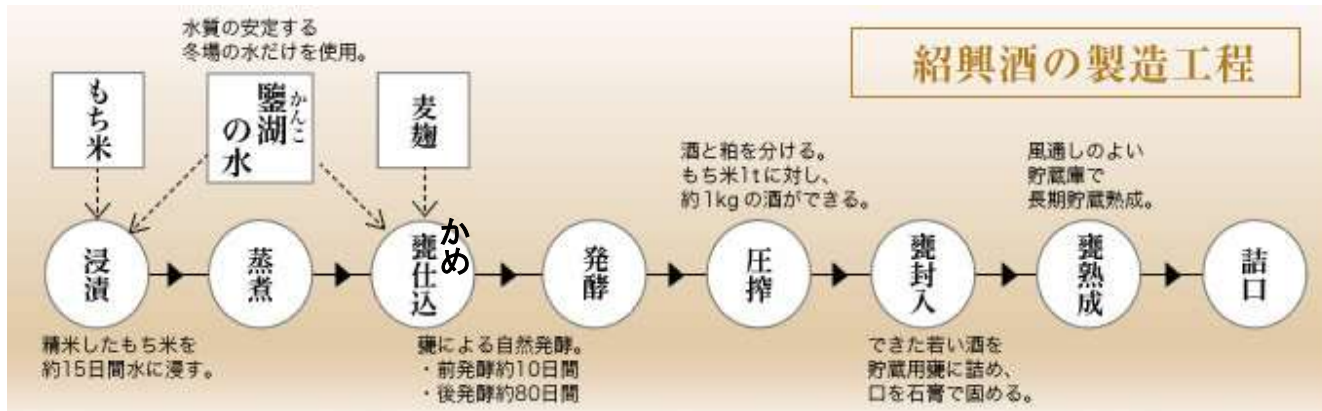 紹興酒の製造工程
水質の安定する
冬場の水だけを使用。
もち米
鑒湖
かんこ
の水
麦麹
酒と粕を分ける。
もち米1tに対し、
約1kgの酒ができる。
風通しのよい
貯蔵庫で
長期貯蔵熟成。
浸漬
蒸煮
甕仕込
かめ
発酵
圧搾
甕封入
甕熟成
詰口
精米したもち米を
約15日間水に浸す。
甕による自然発酵。
・前発酵約10日間
・後発酵約80日間
できた若い酒を
貯蔵用甕に詰め、
口を石膏で固める。